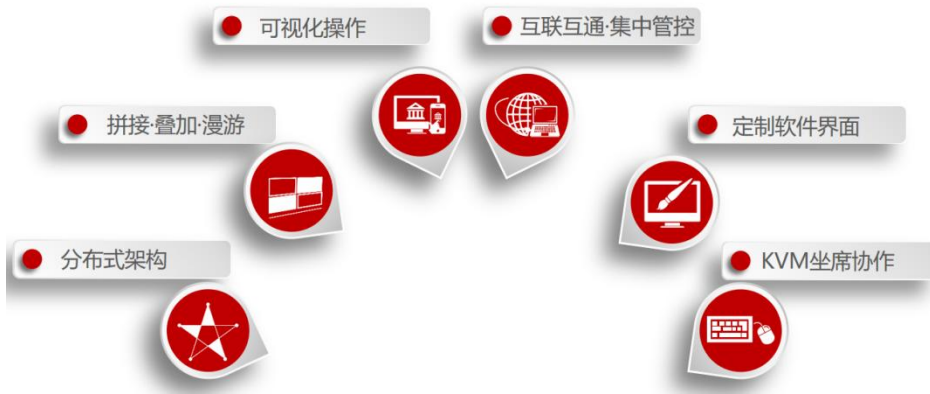 可视化操作
互联互通·集中管控
拼接·叠加·漫游
定制软件界面
分布式架构
KVM坐席协作